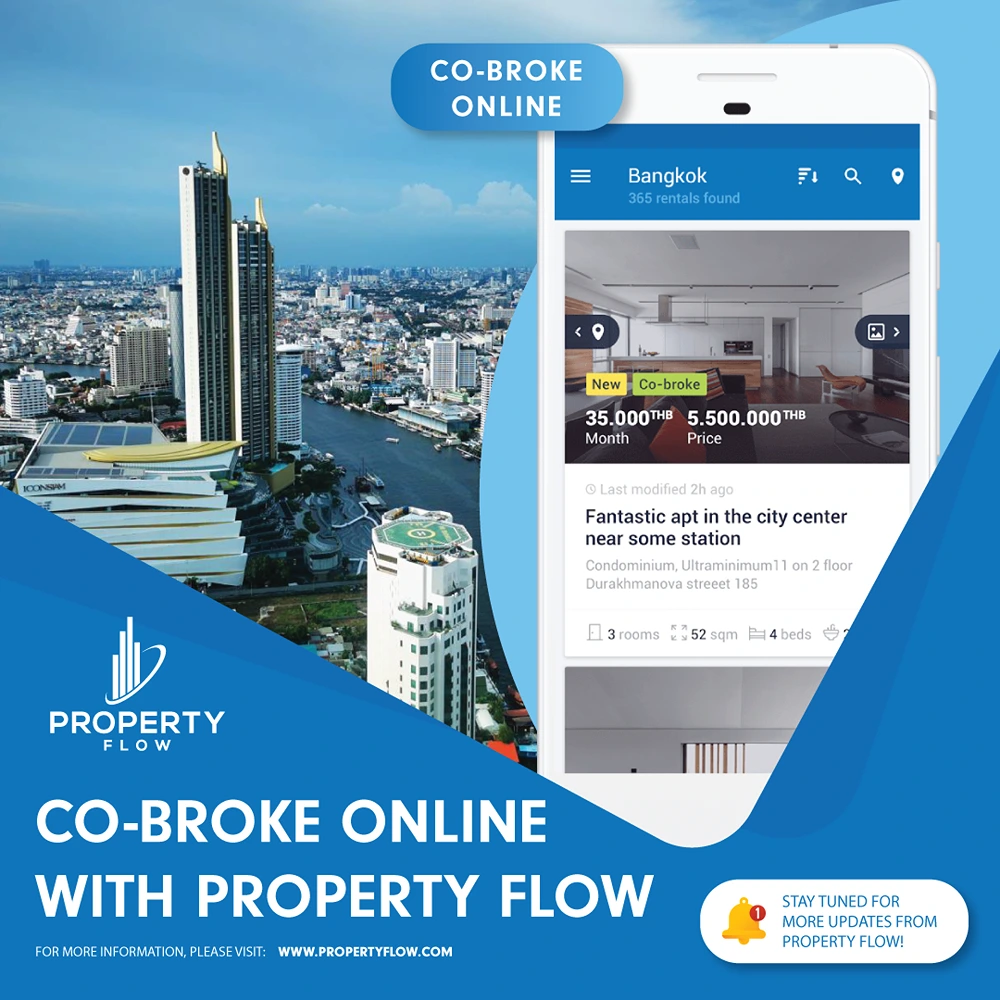 CO-BROKE
ONLINE
Bangkok
365 rentals found
New
Co-broke
35.000THB 5.500.000THB
Month Price
Last modified 2h ago
Fantastic apt in the city center
near some station
Condominium, Ultraminimum11 on 2 floor
Durakhmanova streeet 185
3 rooms 52 sqm 4 beds
ICONSIAM
PROPERTY
FLOW
CO-BROKE ONLINE
WITH PROPERTY FLOW
FOR MORE INFORMATION, PLEASE VISIT: WWW.PROPERTYFLOW.COM
1
STAY TUNED FOR
MORE UPDATES FROM
PROPERTY FLOW!